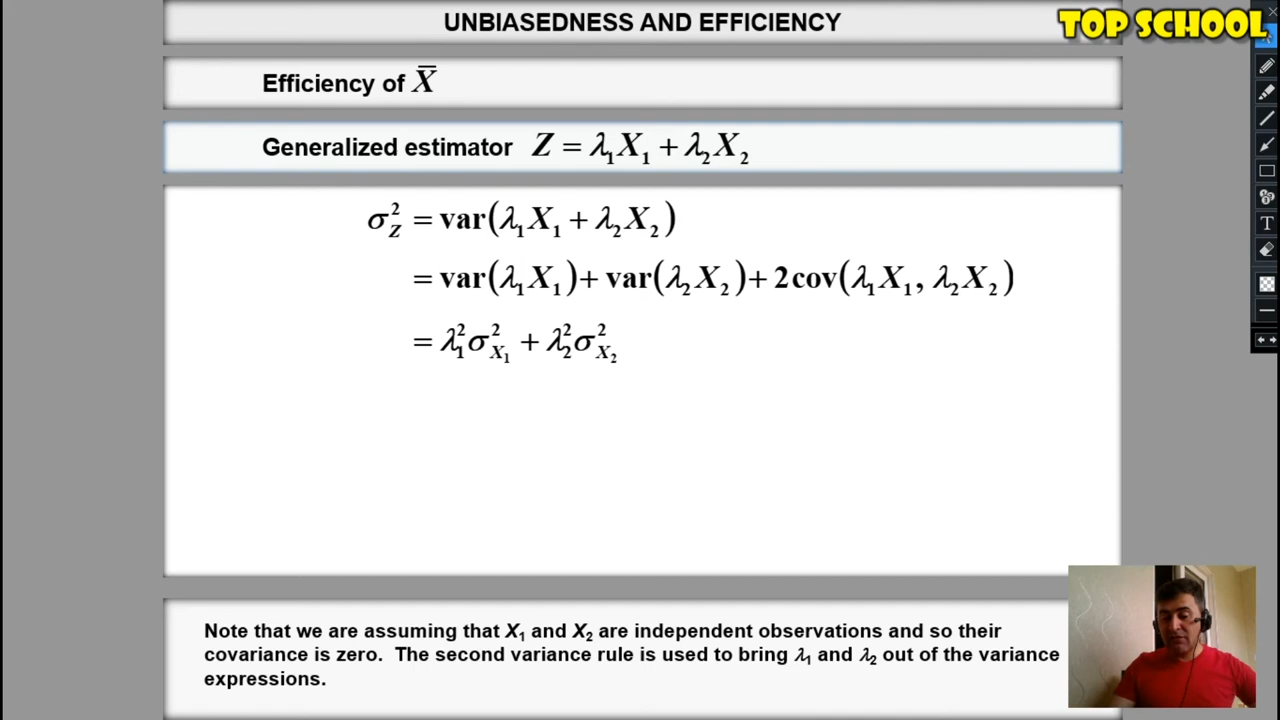 UNBIASEDNESS AND EFFICIENCY
TOP SCHOOL
Efficiency of X̄
Generalized estimator Z = λ₁X₁ + λ₂X₂
σ²_Z = var(λ₁X₁ + λ₂X₂)
= var(λ₁X₁) + var(λ₂X₂) + 2cov(λ₁X₁, λ₂X₂)
= λ₁²σ²_X₁ + λ₂²σ²_X₂
T
Note that we are assuming that X₁ and X₂ are independent observations and so their
covariance is zero. The second variance rule is used to bring λ₁ and λ₂ out of the variance
expressions.